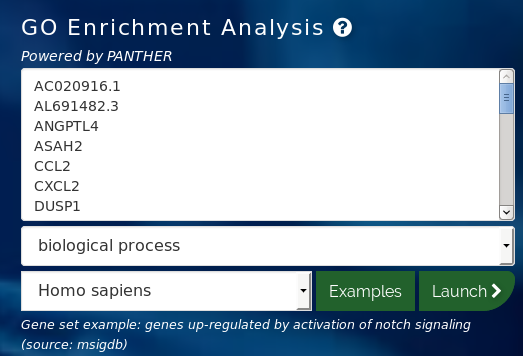 GO Enrichment Analysis ?
Powered by PANTHER
AC020916.1
AL691482.3
ANGPTL4
ASAH2
CCL2
CXCL2
DUSP1
biological process
Homo sapiens
Examples
Launch
Gene set example: genes up-regulated by activation of notch signaling
(source: msigdb)